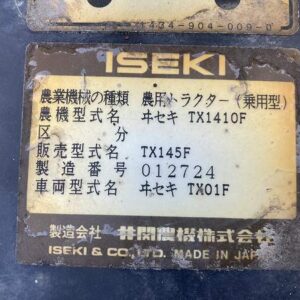 1434-904-009-0
ISEKI
農業機械の種類 農用トラクター(乗用型)
農機型式名 ヰセキ TX1410F
区分
販売型式名 TX145F
製造番号 012724
車両型式名 ヰセキ TX01F
製造会社 井関農機株式会社
ISEKI & CO., LTD. MADE IN JAPAN